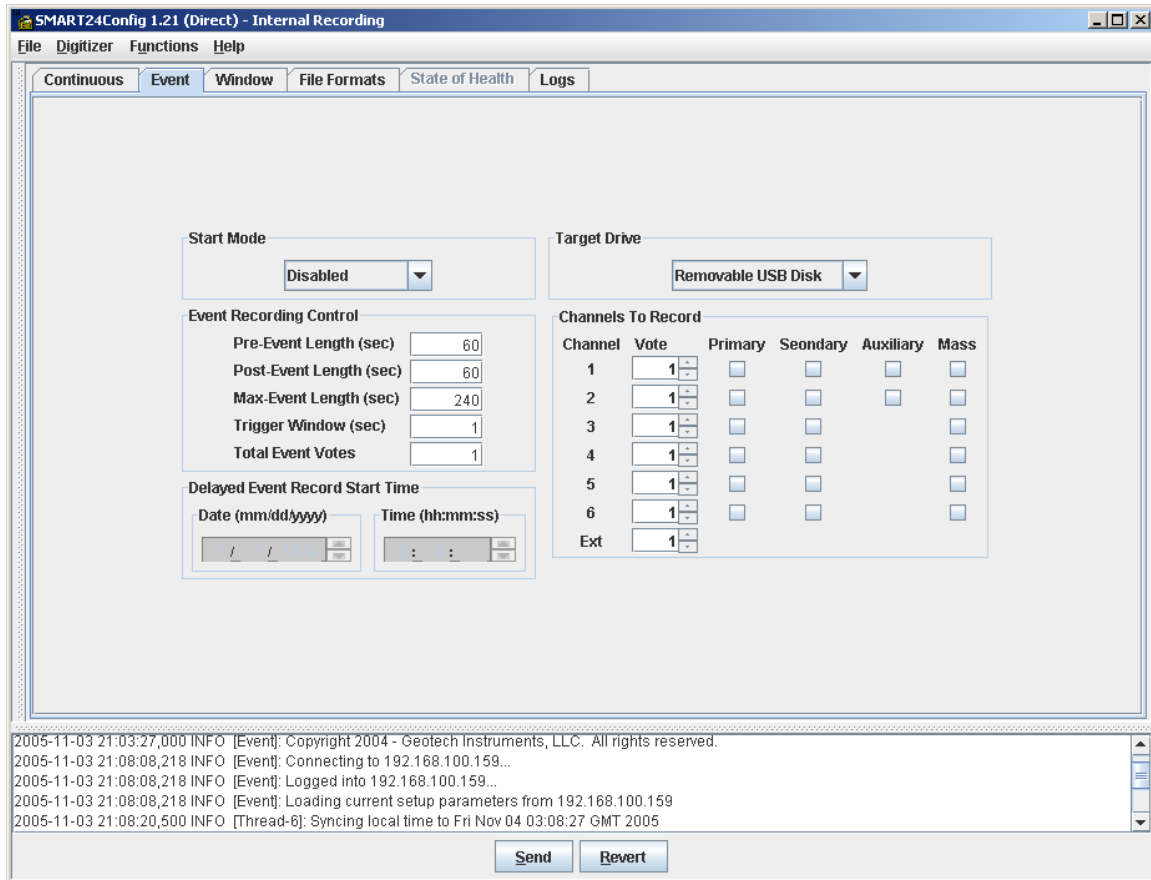 SMART24Config 1.21 (Direct) - Internal Recording
File Digitizer Functions Help
Continuous Event Window File Formats State of Health Logs
Start Mode
Disabled
Target Drive
Removable USB Disk
Event Recording Control
Pre-Event Length (sec) 60
Post-Event Length (sec) 60
Max-Event Length (sec) 240
Trigger Window (sec) 1
Total Event Votes 1
Delayed Event Record Start Time
Date (mm/dd/yyyy) Time (hh:mm:ss)
/ / : :
Channels To Record
Channel Vote Primary Seondary Auxiliary Mass
1 1
2 1
3 1
4 1
5 1
6 1
Ext 1
2005-11-03 21:03:27,000 INFO [Event]: Copyright 2004 - Geotech Instruments, LLC. All rights reserved.
2005-11-03 21:08:08,218 INFO [Event]: Connecting to 192.168.100.159...
2005-11-03 21:08:08,218 INFO [Event]: Logged into 192.168.100.159...
2005-11-03 21:08:08,218 INFO [Event]: Loading current setup parameters from 192.168.100.159
2005-11-03 21:08:20,500 INFO [Thread-6]: Syncing local time to Fri Nov 04 03:08:27 GMT 2005
Send Revert